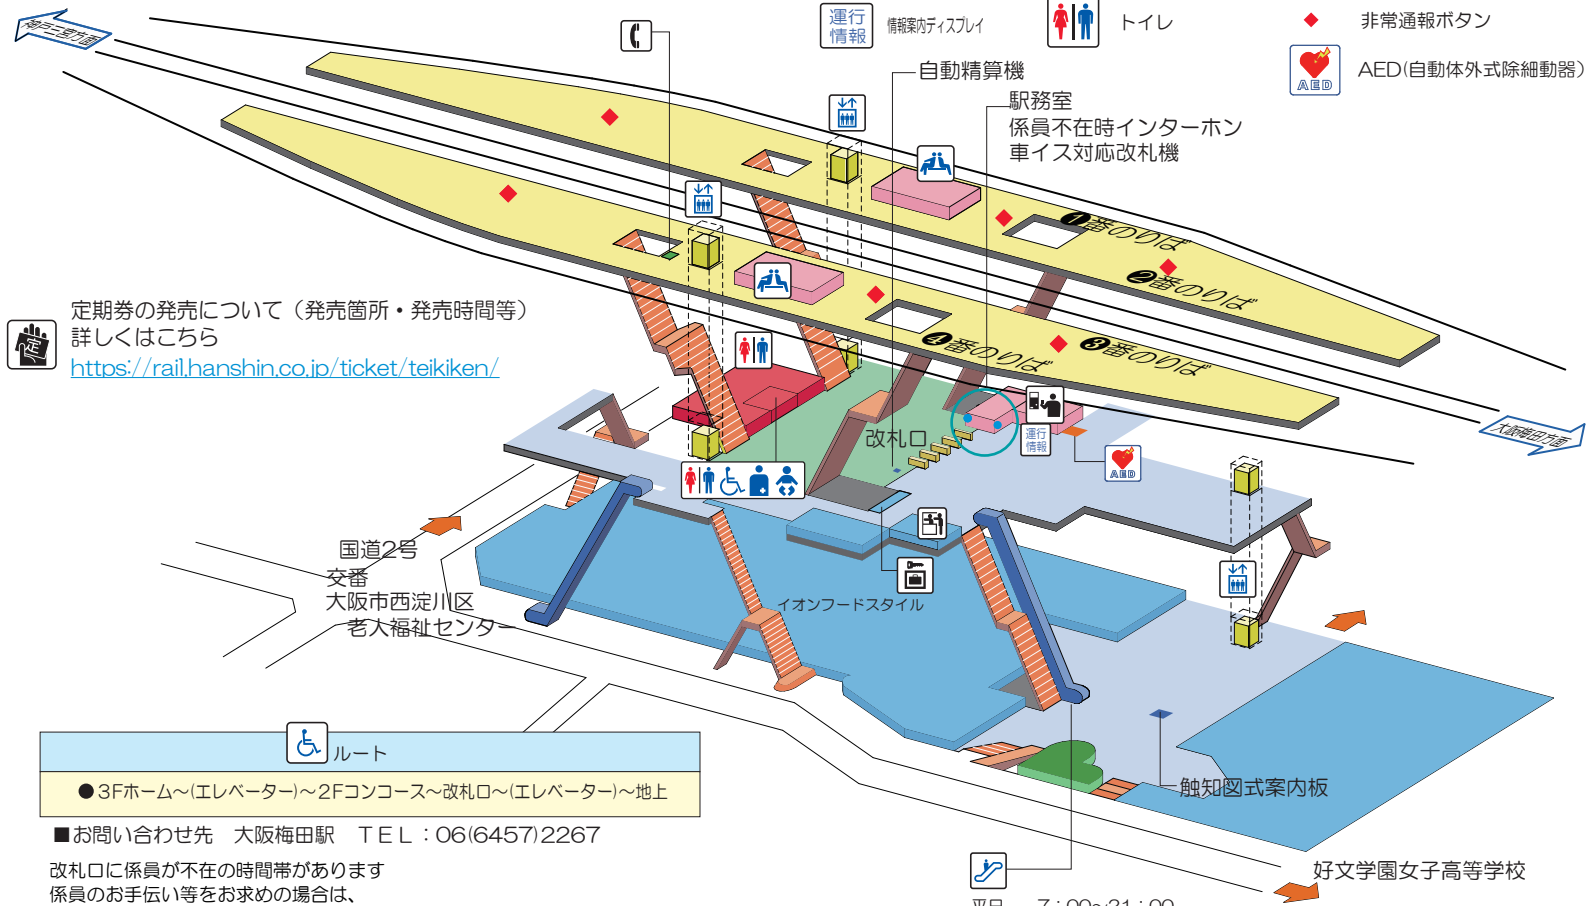 神戸三宮方面
運行
情報
情報案内ディスプレイ
トイレ
非常通報ボタン
AED
AED(自動体外式除細動器)
自動精算機
駅務室
係員不在時インターホン
車イス対応改札機
❶番のりば
❷番のりば
❸番のりば
❹番のりば
定
定期券の発売について（発売箇所・発売時間等）
詳しくはこちら
https://rail.hanshin.co.jp/ticket/teikiken/
改札口
運行
情報
AED
大阪梅田方面
国道2号
交番
大阪市西淀川区
老人福祉センター
イオンフードスタイル
ルート
●3Fホーム〜(エレベーター)〜2Fコンコース〜改札口〜(エレベーター)〜地上
■お問い合わせ先　大阪梅田駅　ＴＥＬ：06(6457)2267
改札口に係員が不在の時間帯があります
係員のお手伝い等をお求めの場合は、
触知図式案内板
好文学園女子高等学校
平日　7：00〜21：00